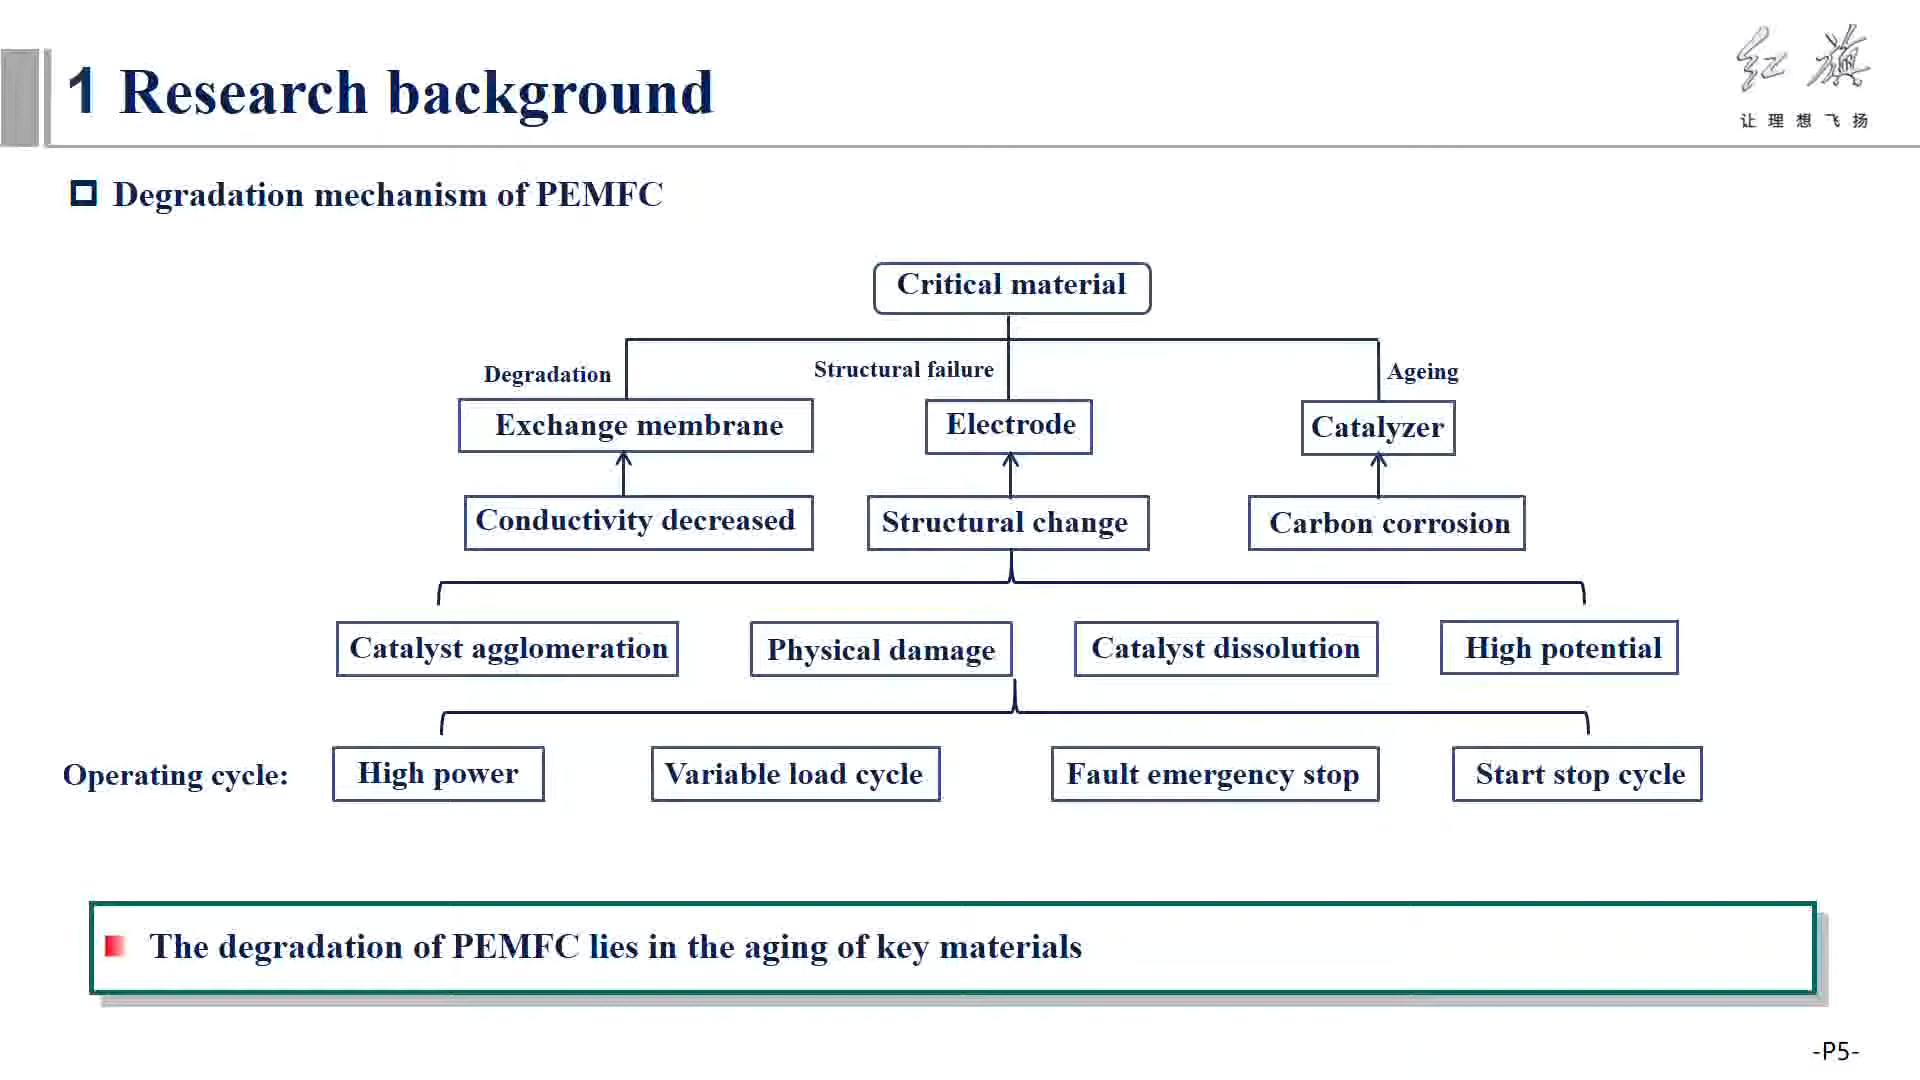 1 Research background
红旗
让理想飞扬
Degradation mechanism of PEMFC
Critical material
Degradation
Structural failure
Ageing
Exchange membrane
Electrode
Catalyzer
Conductivity decreased
Structural change
Carbon corrosion
Catalyst agglomeration
Physical damage
Catalyst dissolution
High potential
Operating cycle:
High power
Variable load cycle
Fault emergency stop
Start stop cycle
The degradation of PEMFC lies in the aging of key materials
-P5-